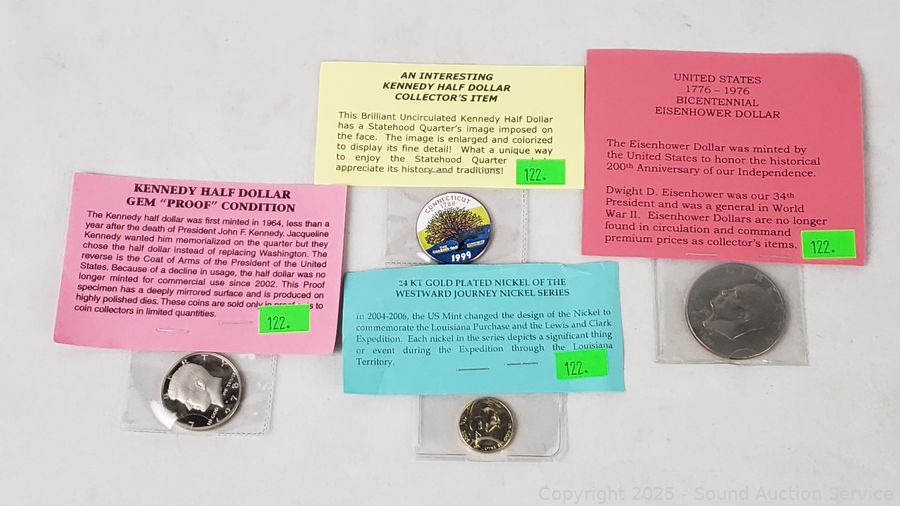 AN INTERESTING
KENNEDY HALF DOLLAR
COLLECTOR'S ITEM
This Brilliant Uncirculated Kennedy Half Dollar
has a Statehood Quarter's image imposed on
the face. The image is enlarged and colorized
to display its fine detail! What a unique way
to enjoy the Statehood Quarter
appreciate its history and traditions!
122.
CONNECTICUT
1788
1999
UNITED STATES
1776 – 1976
BICENTENNIAL
EISENHOWER DOLLAR
The Eisenhower Dollar was minted by
the United States to honor the historical
200th Anniversary of our Independence.
Dwight D. Eisenhower was our 34th
President and was a general in World
War II. Eisenhower Dollars are no longer
found in circulation and command
premium prices as collector's items.
122.
KENNEDY HALF DOLLAR
GEM "PROOF" CONDITION
The Kennedy half dollar was first minted in 1964, less than a
year after the death of President John F. Kennedy. Jacqueline
Kennedy wanted him memorialized on the quarter but they
chose the half dollar instead of replacing Washington. The
reverse is the Coat of Arms of the President of the United
States. Because of a decline in usage, the half dollar was no
longer minted for commercial use since 2002. This Proof
specimen has a deeply mirrored surface and is produced on
highly polished dies. These coins are sold only in proof sets to
coin collectors in limited quantities.
122.
1978
24 KT GOLD PLATED NICKEL OF THE
WESTWARD JOURNEY NICKEL SERIES
In 2004-2006, the US Mint changed the design of the Nickel to
commemorate the Louisiana Purchase and the Lewis and Clark
Expedition. Each nickel in the series depicts a significant thing
or event during the Expedition through the Louisiana
Territory.
122.
Copyright 2025 - Sound Auction Service